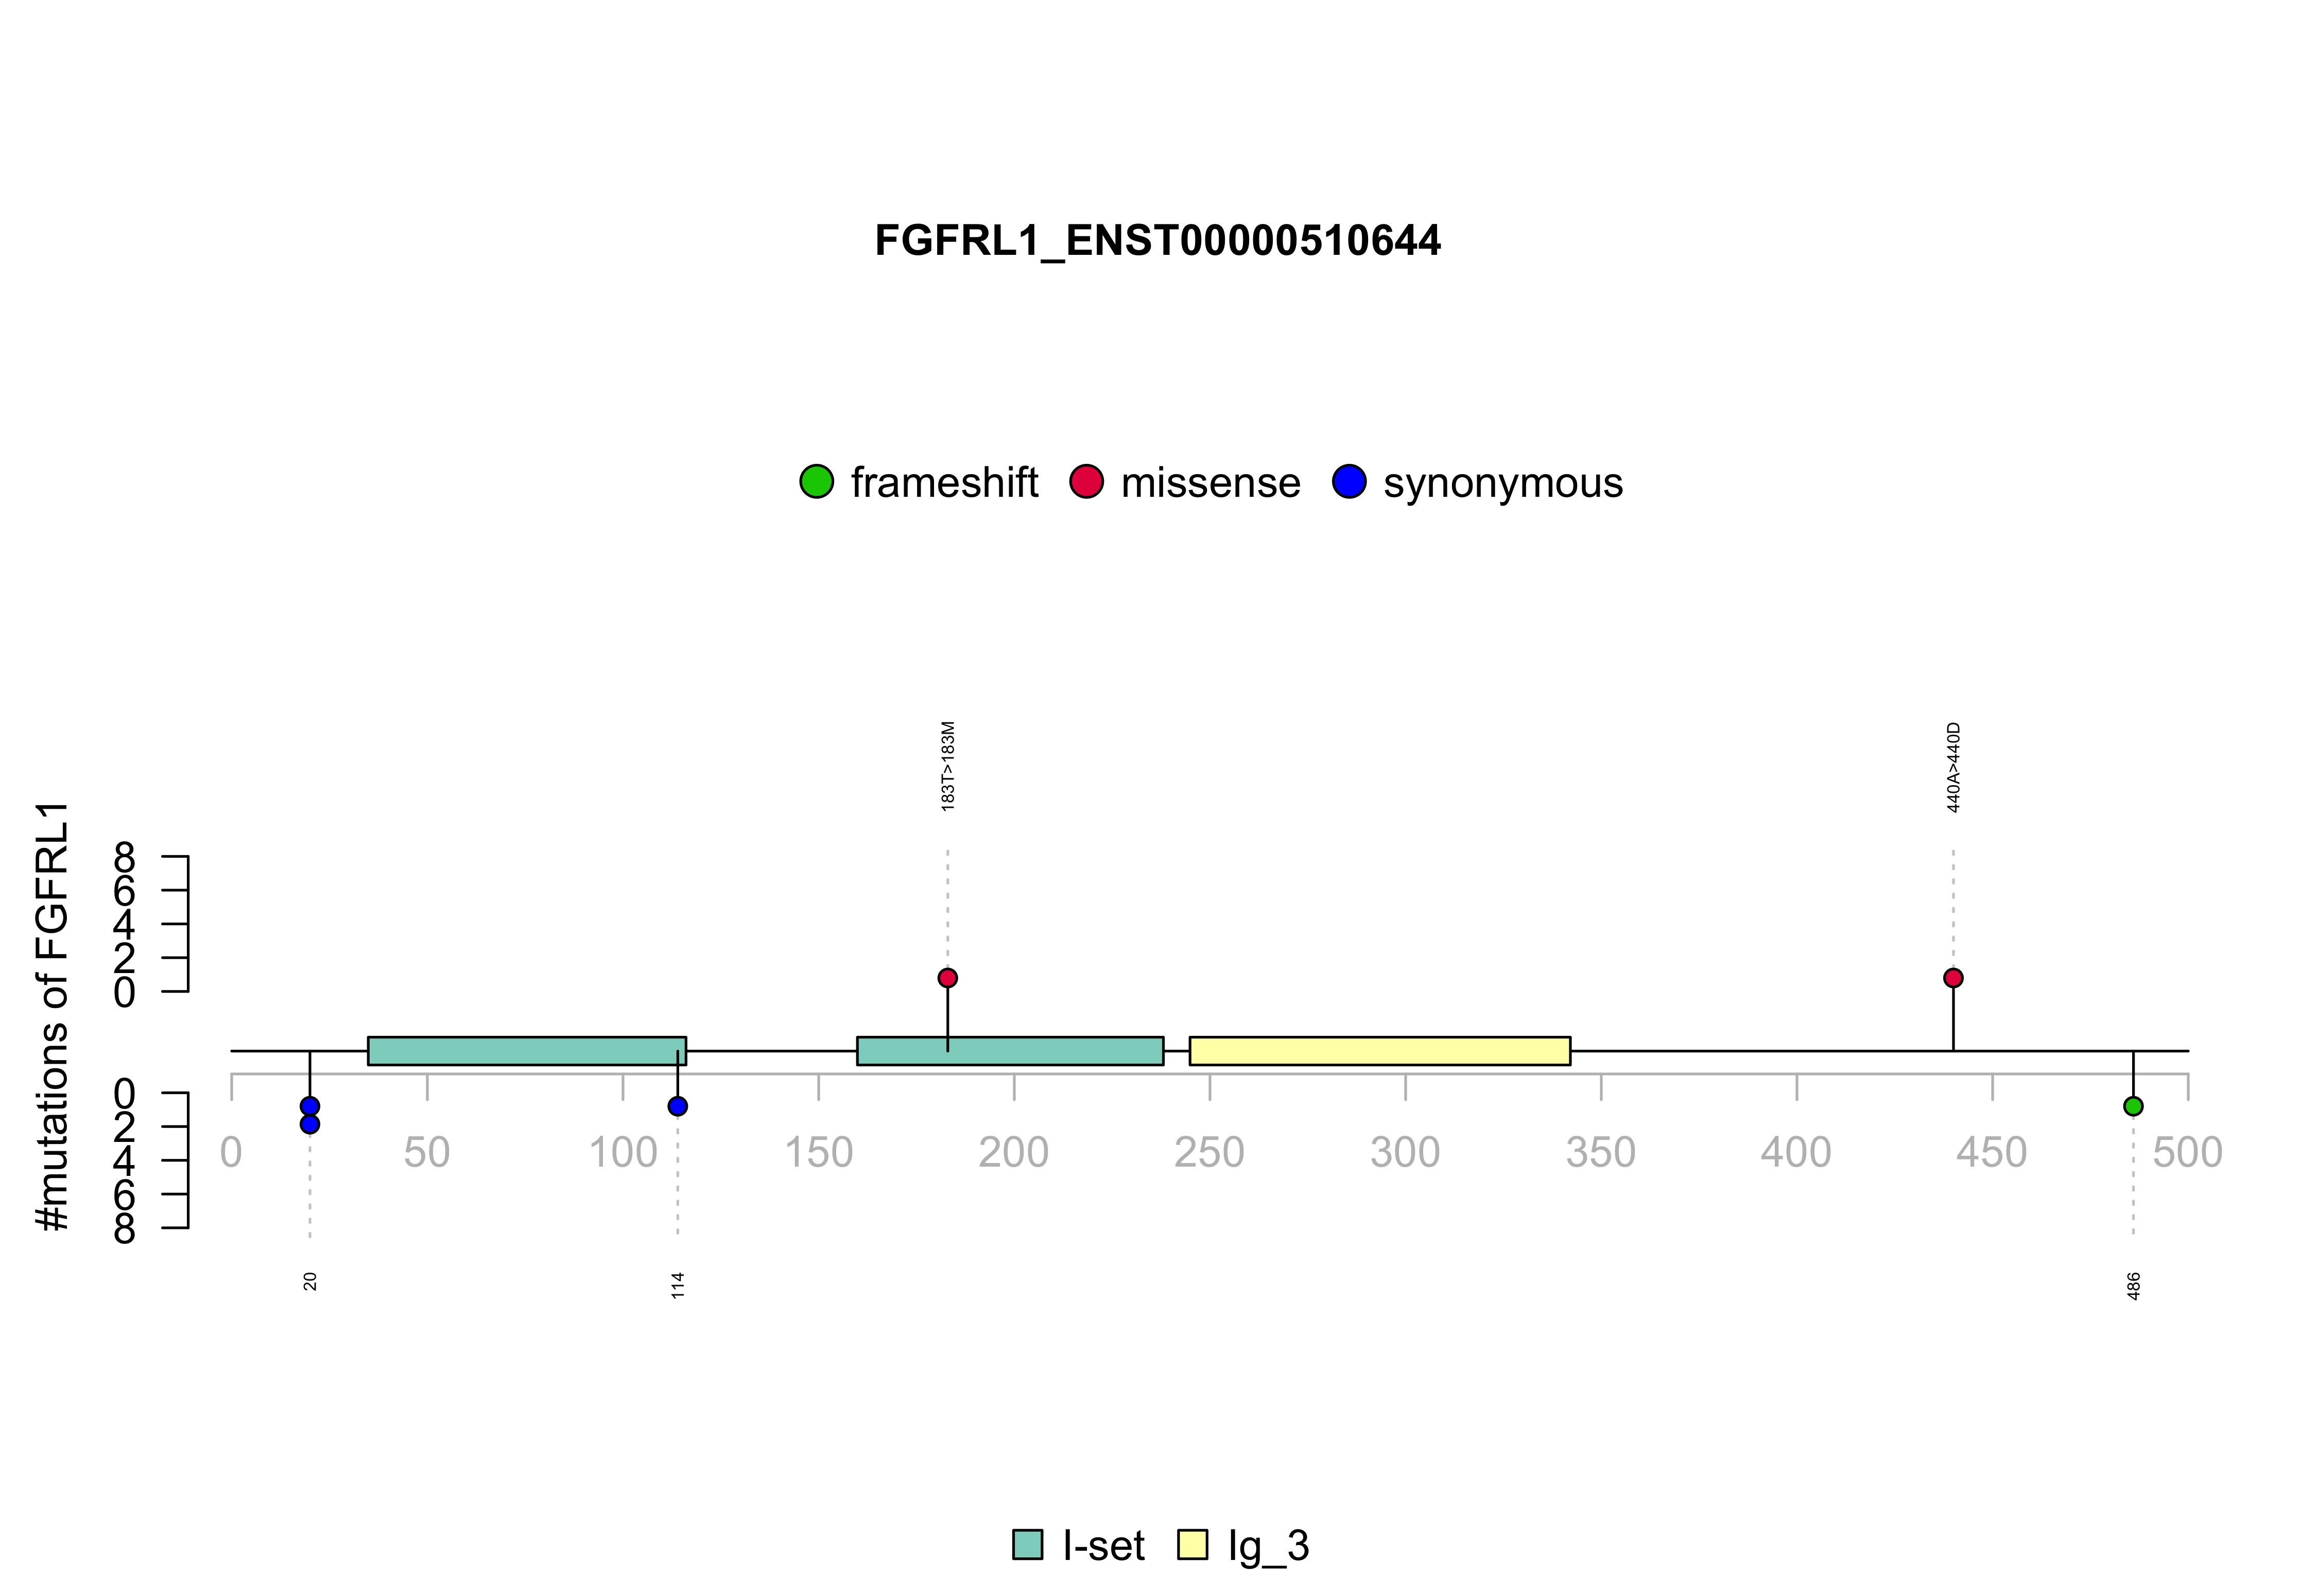 FGFRL1_ENST00000510644
frameshift missense synonymous
183T>183M
440A>440D
#mutations of FGFRL1
8
6
4
2
0
0
2
4
6
8
0 50 100 150 200 250 300 350 400 450 500
20
114
486
I-set Ig_3